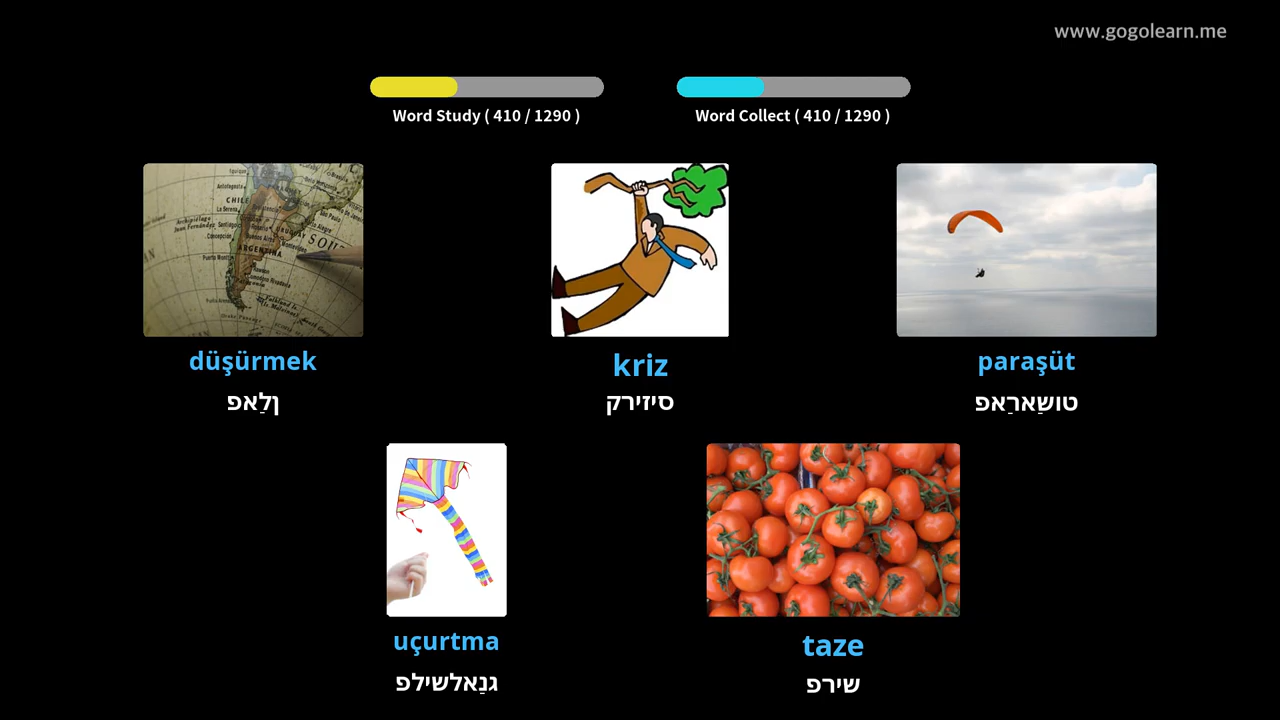 www.gogolearn.me
Word Study ( 410 / 1290 )
Word Collect ( 410 / 1290 )
düşürmek
ןלַאפ
kriz
סיזירק
paraşüt
טושַארַאפ
uçurtma
גנַאלשילפ
taze
שירפ